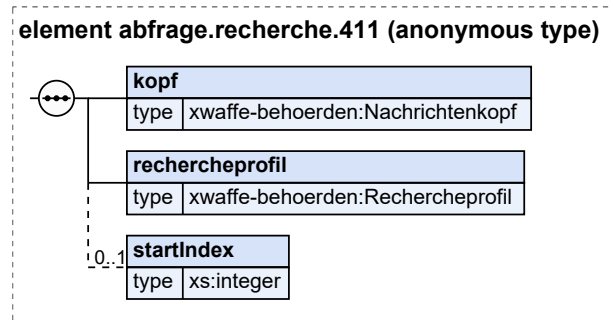 element abfrage.recherche.411 (anonymous type)
kopf
type xwaffe-behoerden:Nachrichtenkopf
rechercheprofil
type xwaffe-behoerden:Rechercheprofil
0..1 startIndex
type xs:integer